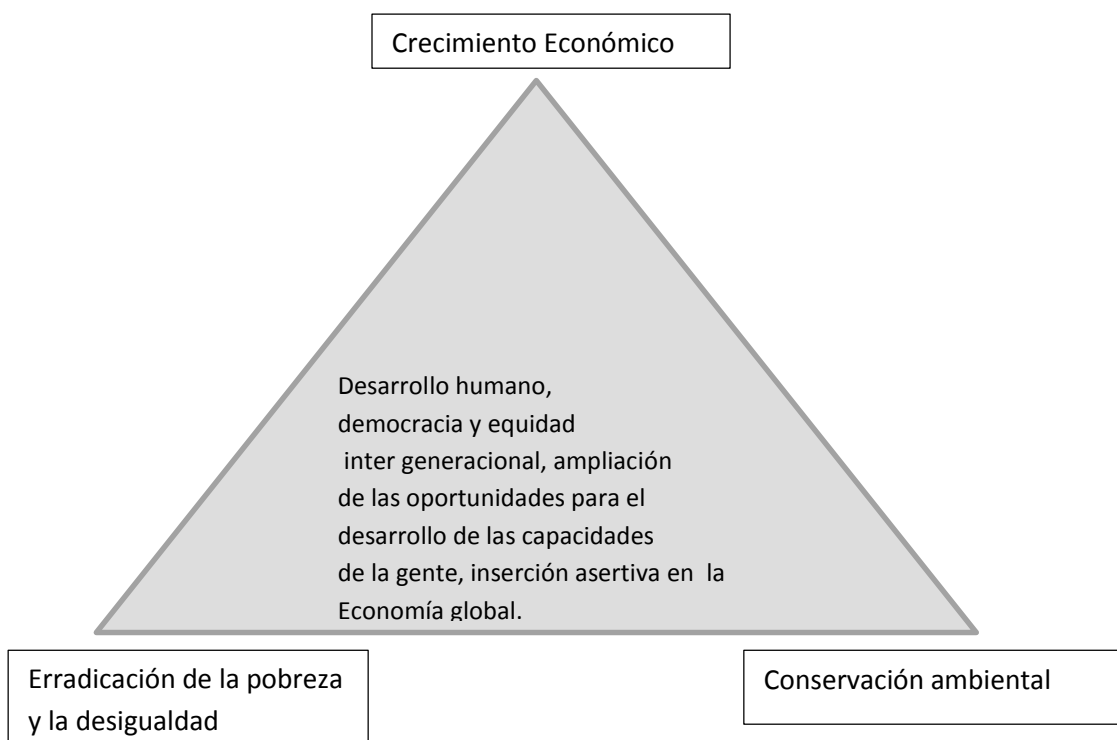 Crecimiento Económico
Desarrollo humano,
democracia y equidad
inter generacional, ampliación
de las oportunidades para el
desarrollo de las capacidades
de la gente, inserción asertiva en  la
Economía global.
Erradicación de la pobreza
y la desigualdad
Conservación ambiental